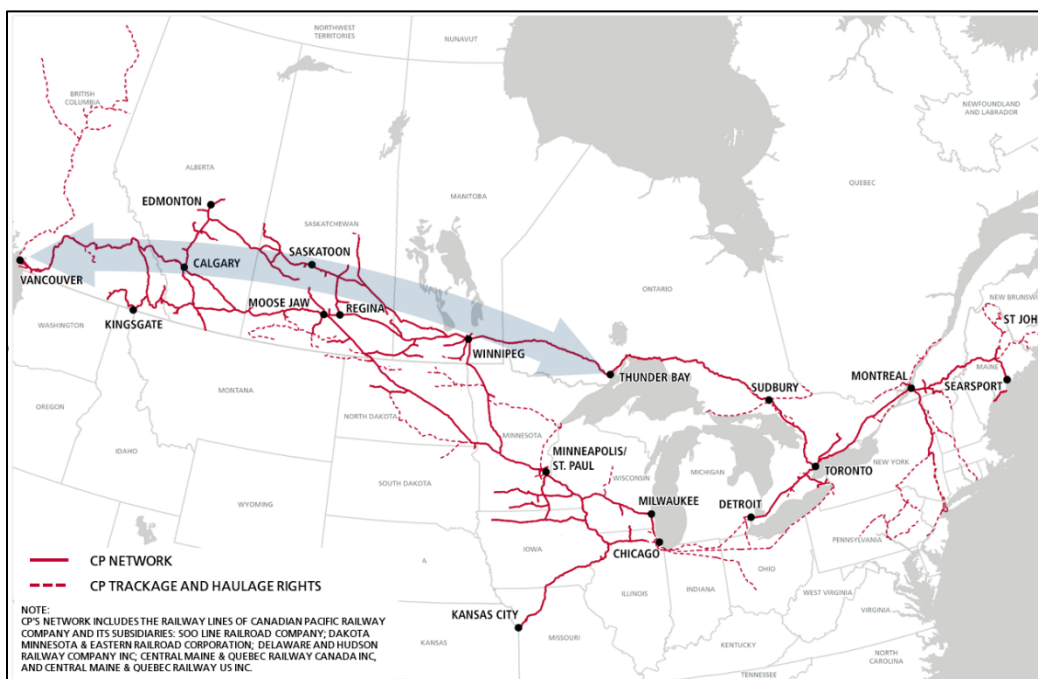 NORTHWEST
TERRITORIES
NUNAVUT
BRITISH
COLUMBIA
NEWFOUNDLAND
AND LABRADOR
ALBERTA
MANITOBA
QUEBEC
EDMONTON
SASKATCHEWAN
SASKATOON
CALGARY
VANCOUVER
ONTARIO
MOOSE JAW
REGINA
NEW BRUNSW
ST JOH
KINGSGATE
WASHINGTON
WINNIPEG
THUNDER BAY
MONTREAL
MAINE
SEARSPORT
SUDBURY
MONTANA
OREGON
NORTH DAKOTA
MINNESOTA
IDAHO
MINNEAPOLIS/
ST. PAUL
WISCONSIN
MICHIGAN
NEW YORK
TORONTO
SOUTH DAKOTA
WYOMING
MILWAUKEE
DETROIT
PENNSYLVANIA
IOWA
CHICAGO
OHIO
A
CP NETWORK
CP TRACKAGE AND HAULAGE RIGHTS
ILLINOIS
INDIANA
WEST VIRGINIA
VIRGINIA
KANSAS CITY
KANSAS
MISSOURI
KENTUCKY
NORTH
CAROLINA
TENNESSEE
NOTE:
CP'S NETWORK INCLUDES THE RAILWAY LINES OF CANADIAN PACIFIC RAILWAY
COMPANY AND ITS SUBSIDIARIES: SOO LINE RAILROAD COMPANY; DAKOTA
MINNESOTA & EASTERN RAILROAD CORPORATION; DELAWARE AND HUDSON
RAILWAY COMPANY INC; CENTRAL MAINE & QUEBEC RAILWAY CANADA INC,
AND CENTRAL MAINE & QUEBEC RAILWAY US INC.